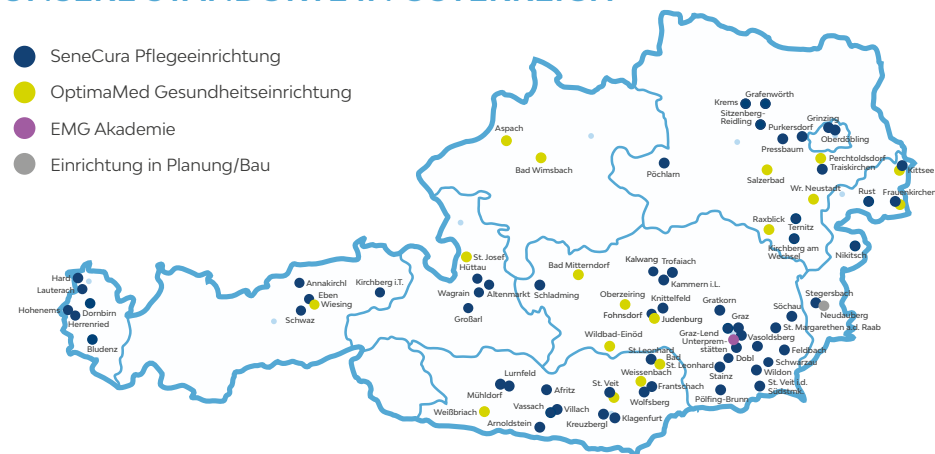 UNSERE STANDORTE IN ÖSTERREICH
SeneCura Pflegeeinrichtung
OptimaMed Gesundheitseinrichtung
EMG Akademie
Einrichtung in Planung/Bau
Aspach
Bad Wimsbach
Krems
Grafenwörth
Sitzenberg-
Reidling
Purkersdorf
Grinzing
Oberdöbling
Pressbaum
Pöchlarn
Perchtoldsdorf
Traiskirchen
Salzerbad
Kittsee
Wr. Neustadt
Rust
Frauenkirchen
Raxblick
Ternitz
Kirchberg am
Wechsel
Nikitsch
St. Josef
Hüttau
Wagrain
Altenmarkt
Großarl
Schladming
Bad Mitterndorf
Kalwang
Trofaiach
Kammern i.L.
Hard
Lauterach
Hohenems
Dornbirn
Herrenried
Bludenz
Annakirchl
Eben
Wiesing
Schwaz
Kirchberg i.T.
Oberzeiring
Knittelfeld
Fohnsdorf
Judenburg
Gratkorn
Graz
Söchau
Stegersbach
Neudauberg
St. Margarethen a.d. Raab
Wildbad-Einöd
Graz-Lend
Unterprem-
stätten
Vasoldsberg
Feldbach
St.Leonhard
Bad
St. Leonhard
Dobl
Schwarzau
Weissenbach
Stainz
Wildon
Lurnfeld
Mühldorf
Afritz
St. Veit
Frantschach
Wolfsberg
St. Veit i.d.
Südstmk.
Pölfing-Brunn
Weißbriach
Vassach
Villach
Arnoldstein
Kreuzbergl
Klagenfurt